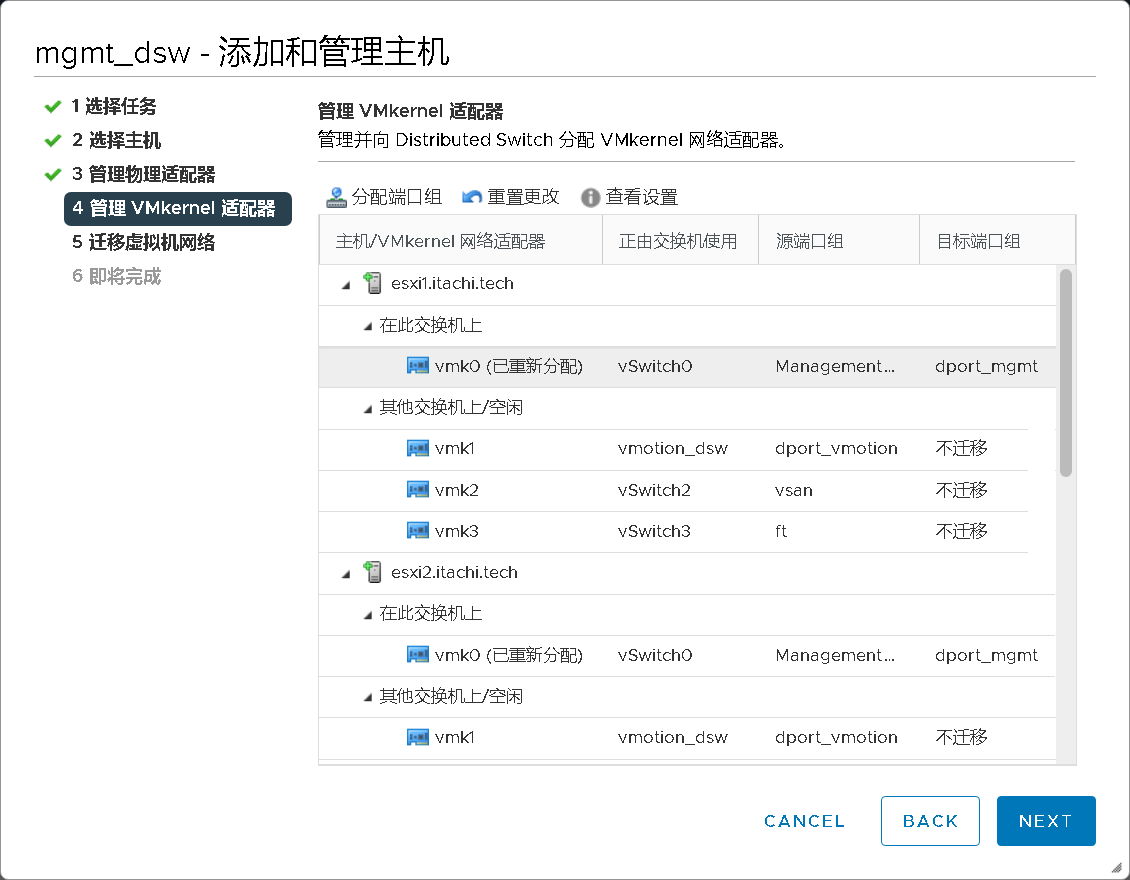 mgmt_dsw - 添加和管理主机
1 选择任务
2 选择主机
3 管理物理适配器
4 管理 VMkernel 适配器
5 迁移虚拟机网络
6 即将完成
管理 VMkernel 适配器
管理并向 Distributed Switch 分配 VMkernel 网络适配器。
分配端口组 重置更改 查看设置
主机/VMkernel 网络适配器 正由交换机使用 源端口组 目标端口组
esxi1.itachi.tech
在此交换机上
vmk0 (已重新分配) vSwitch0 Management... dport_mgmt
其他交换机上/空闲
vmk1 vmotion_dsw dport_vmotion 不迁移
vmk2 vSwitch2 vsan 不迁移
vmk3 vSwitch3 ft 不迁移
esxi2.itachi.tech
在此交换机上
vmk0 (已重新分配) vSwitch0 Management... dport_mgmt
其他交换机上/空闲
vmk1 vmotion_dsw dport_vmotion 不迁移
CANCEL BACK NEXT